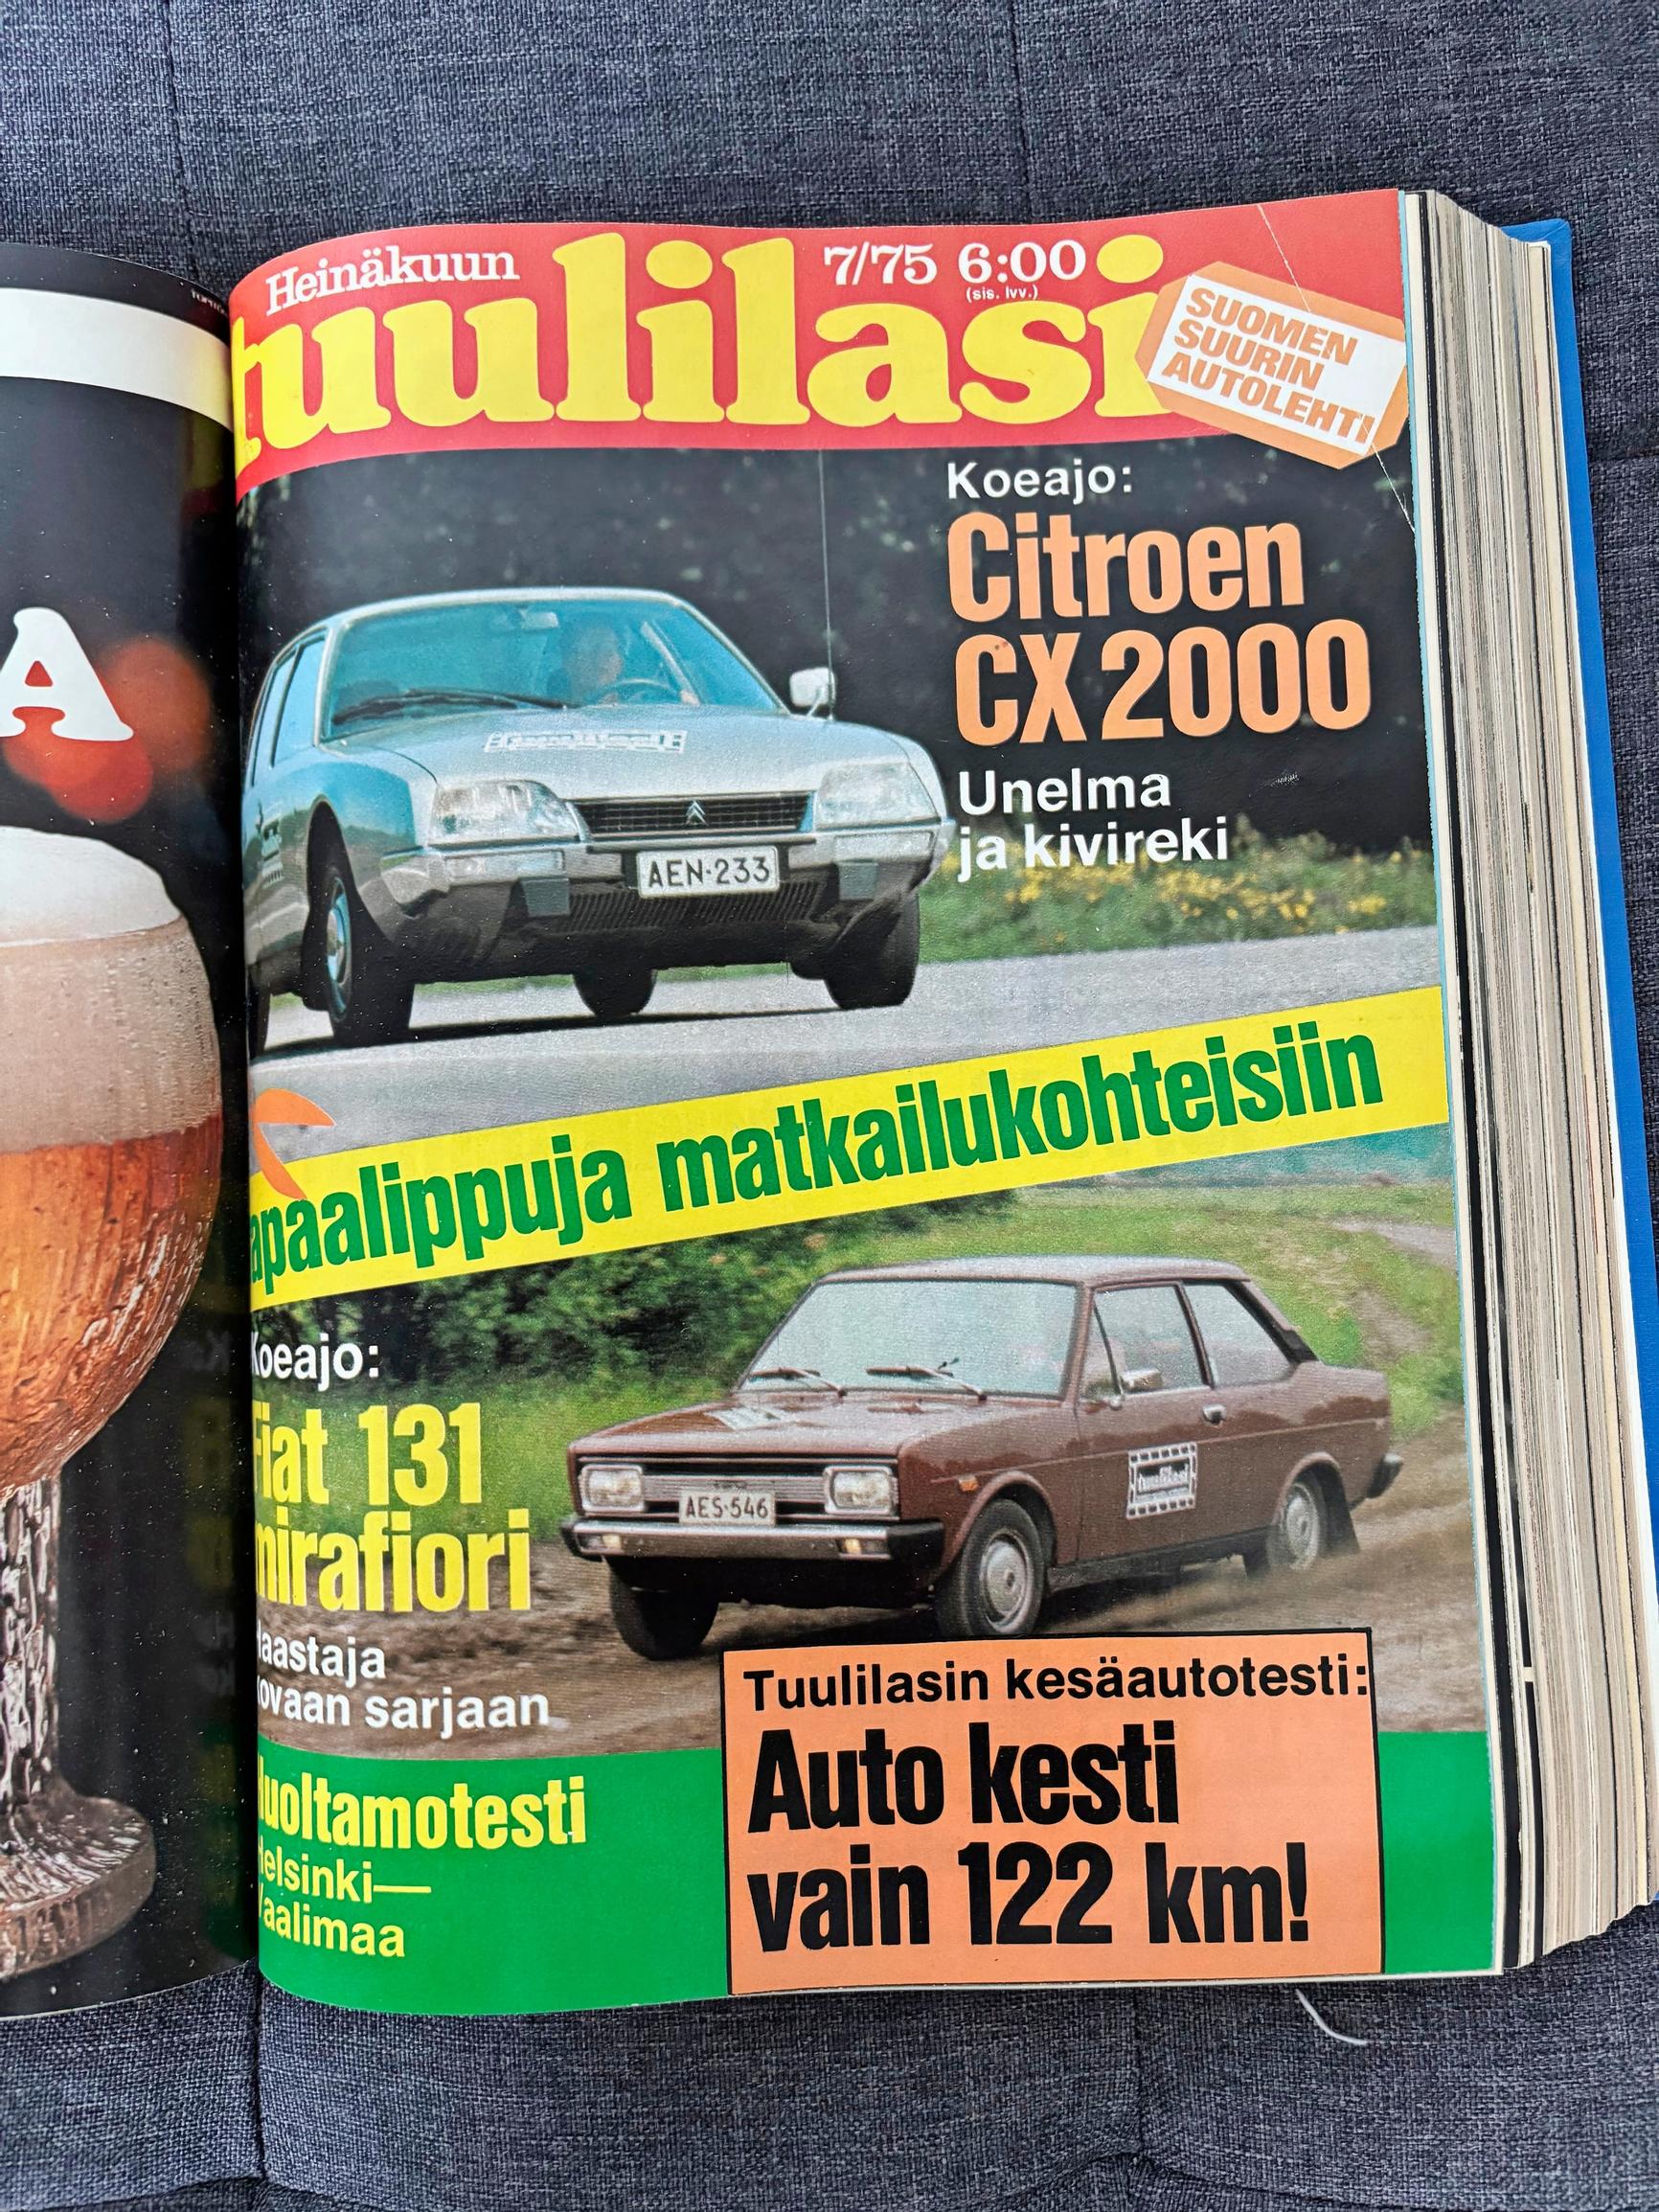 A
Heinäkuun
tuulilasi
7/75 6:00
(sis. lvv.)
SUOMEN
SUURIN
AUTOLEHTI
Koeajo:
Citroen
CX 2000
Unelma
ja kivireki
AEN-233
apaalippuja matkailukohteisiin
Koeajo:
Fiat 131
mirafiori
AES-546
tuulilasi
aastaja
ovaan sarjaan
Tuulilasin kesäautotesti:
Auto kesti
vain 122 km!
uoltamotesti
Helsinki—
Vaalimaa